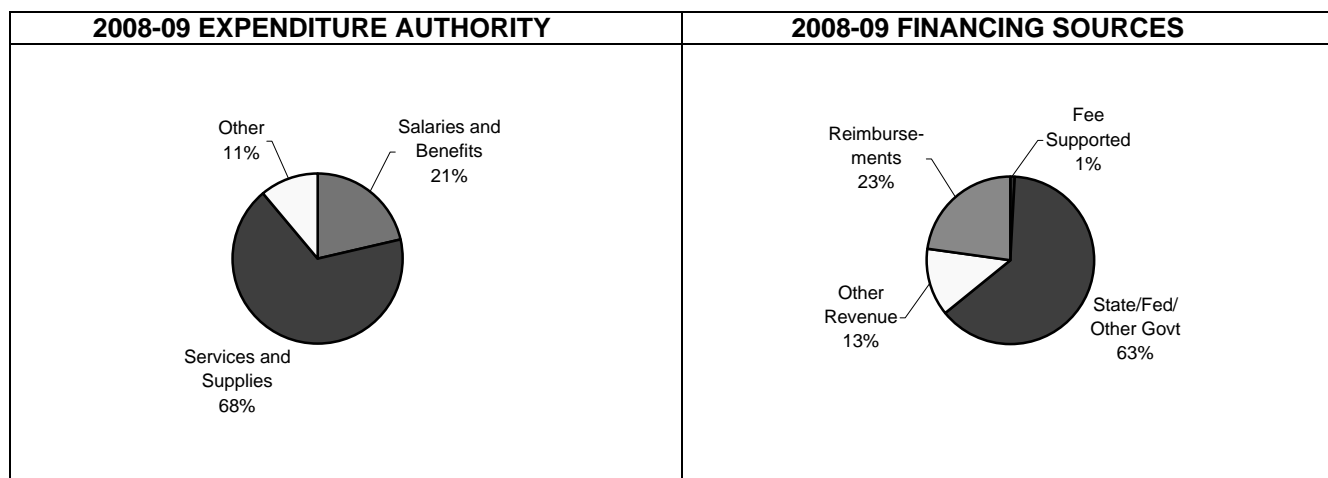 2008-09 EXPENDITURE AUTHORITY
Other
11%
Salaries and
Benefits
21%
Services and
Supplies
68%
2008-09 FINANCING SOURCES
Reimburse-
ments
23%
Fee
Supported
1%
Other
Revenue
13%
State/Fed/
Other Govt
63%